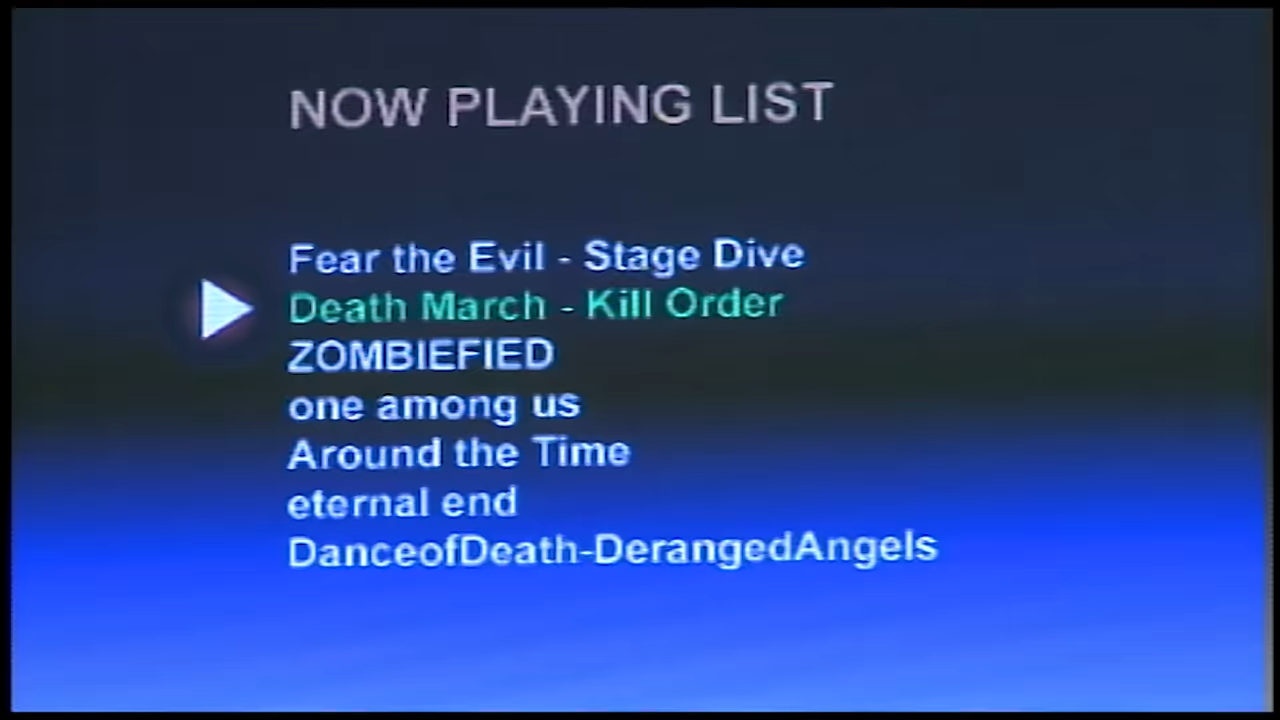 NOW PLAYING LIST
Fear the Evil - Stage Dive
Death March - Kill Order
ZOMBIEFIED
one among us
Around the Time
eternal end
DanceofDeath-DerangedAngels